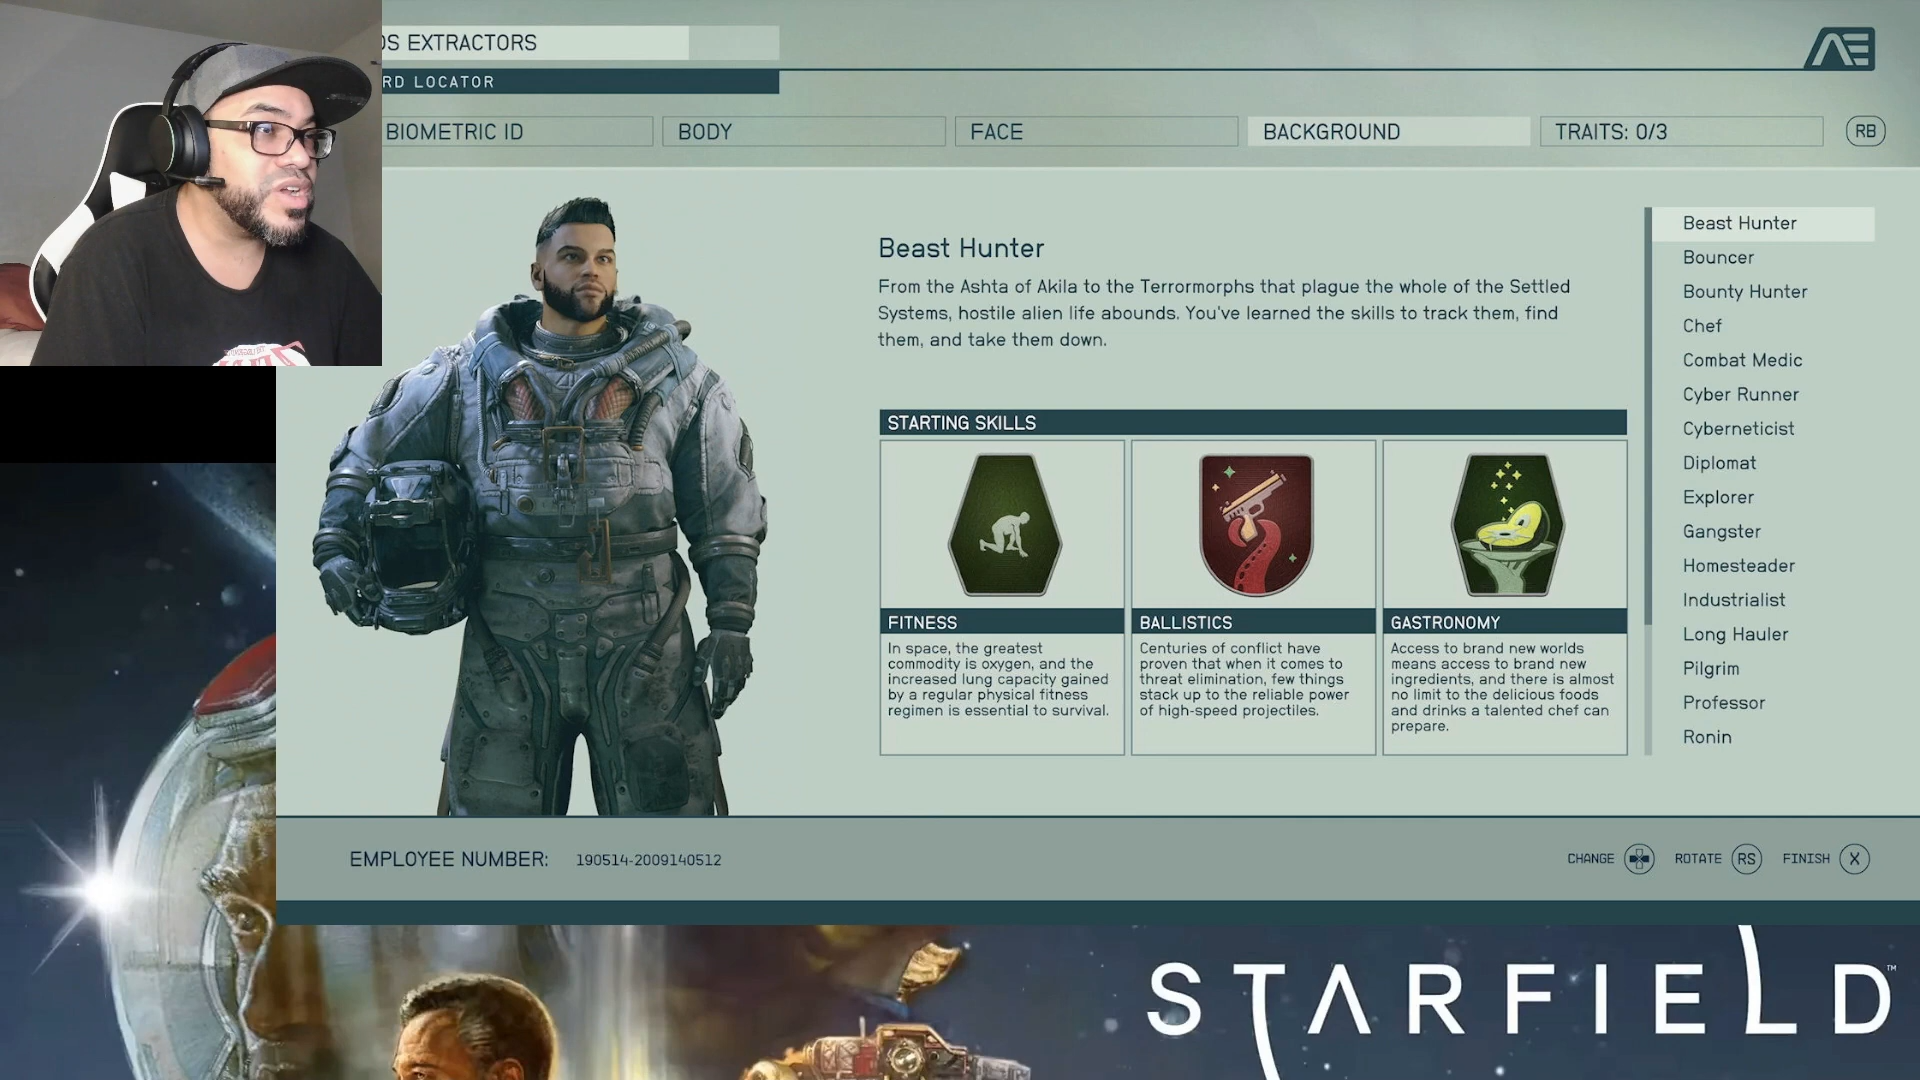 OS EXTRACTORS
RD LOCATOR
BIOMETRIC ID
BODY
FACE
BACKGROUND
TRAITS: 0/3
RB
Beast Hunter
From the Ashta of Akila to the Terrormorphs that plague the whole of the Settled
Systems, hostile alien life abounds. You've learned the skills to track them, find
them, and take them down.
STARTING SKILLS
FITNESS
In space, the greatest
commodity is oxygen, and the
increased lung capacity gained
by a regular physical fitness
regimen is essential to survival.
BALLISTICS
Centuries of conflict have
proven that when it comes to
threat elimination, few things
stack up to the reliable power
of high-speed projectiles.
GASTRONOMY
Access to brand new worlds
means access to brand new
ingredients, and there is almost
no limit to the delicious foods
and drinks a talented chef can
prepare.
Beast Hunter
Bouncer
Bounty Hunter
Chef
Combat Medic
Cyber Runner
Cyberneticist
Diplomat
Explorer
Gangster
Homesteader
Industrialist
Long Hauler
Pilgrim
Professor
Ronin
EMPLOYEE NUMBER: 190514-2009140512
CHANGE
ROTATE RS
FINISH X
STARFIELD™